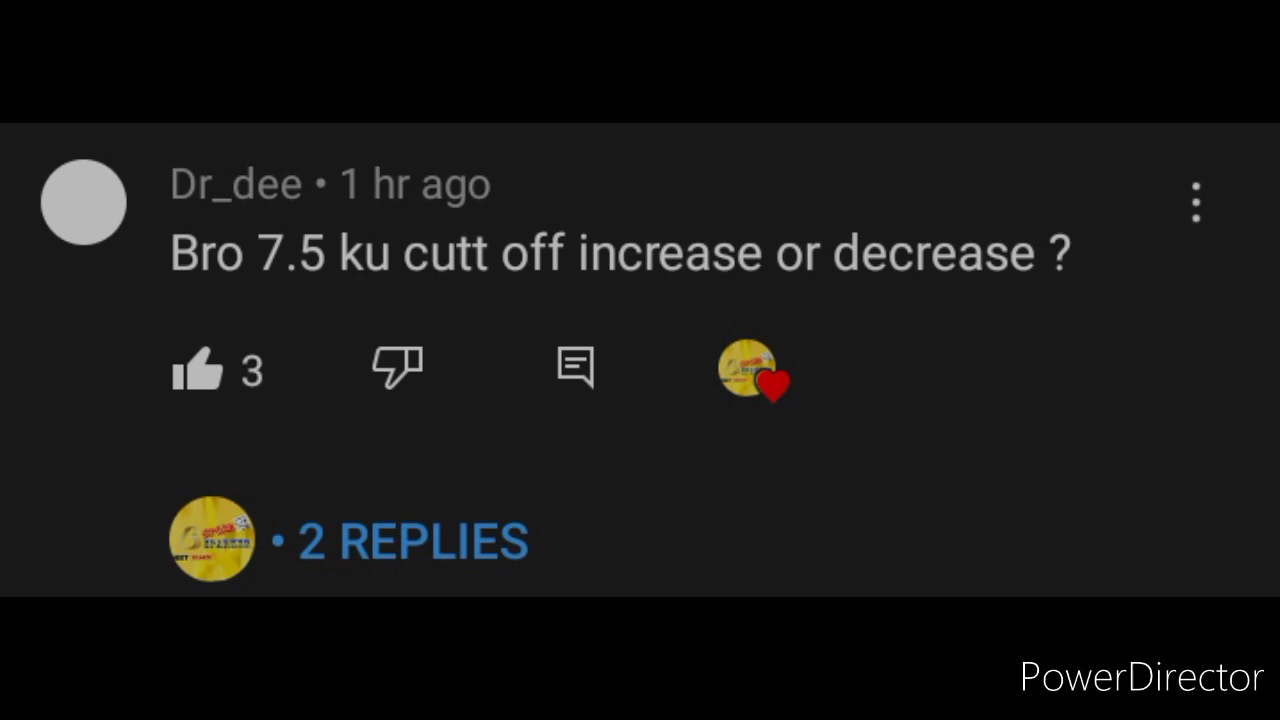 Dr_dee • 1 hr ago
Bro 7.5 ku cutt off increase or decrease ?
3
• 2 REPLIES
PowerDirector